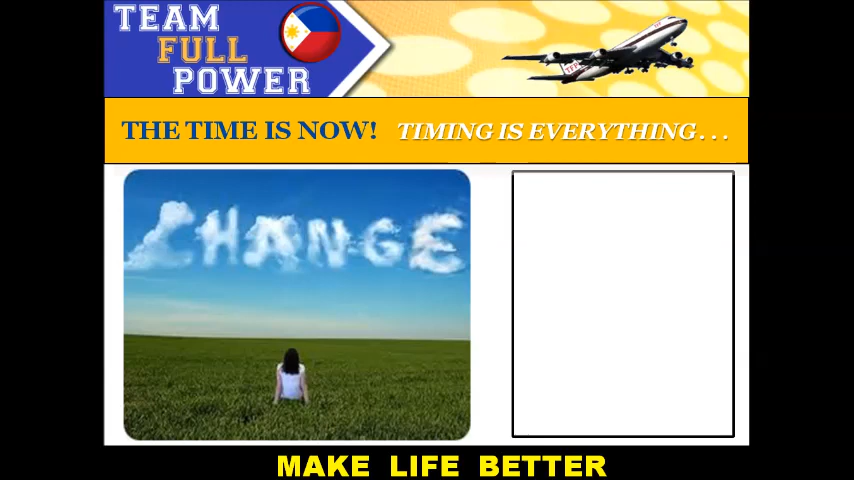 TEAM
FULL
POWER
THE TIME IS NOW! TIMING IS EVERYTHING . . .
CHANGE
MAKE LIFE BETTER